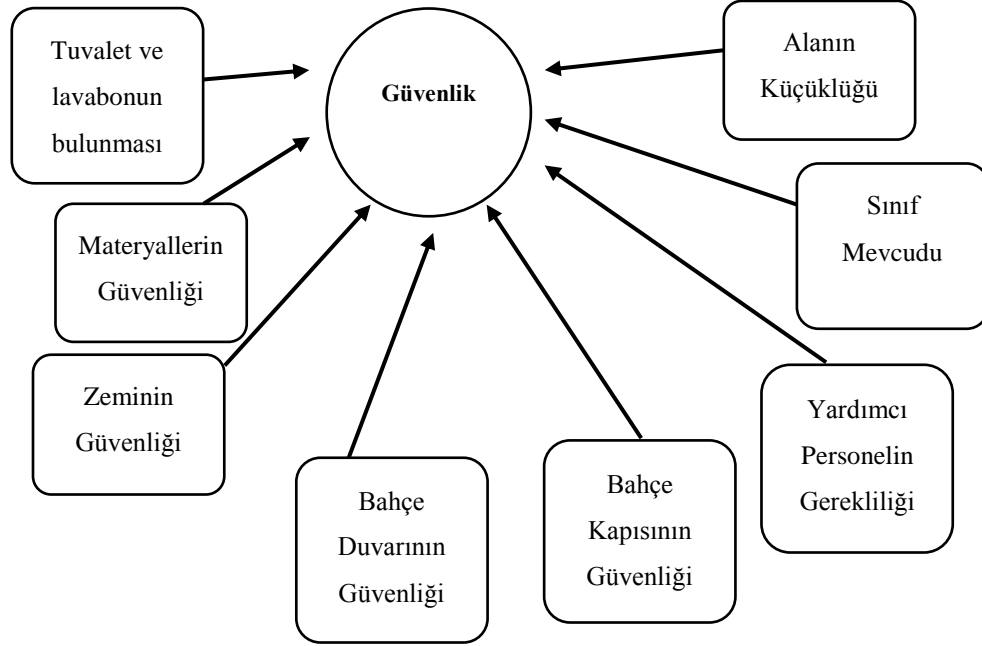 Tuvalet ve
lavabonun
bulunması
Güvenlik
Alanın
Küçüklüğü
Materyallerin
Güvenliği
Sınıf
Mevcudu
Zeminin
Güvenliği
Bahçe
Duvarının
Güvenliği
Bahçe
Kapısının
Güvenliği
Yardımcı
Personelin
Gerekliliği